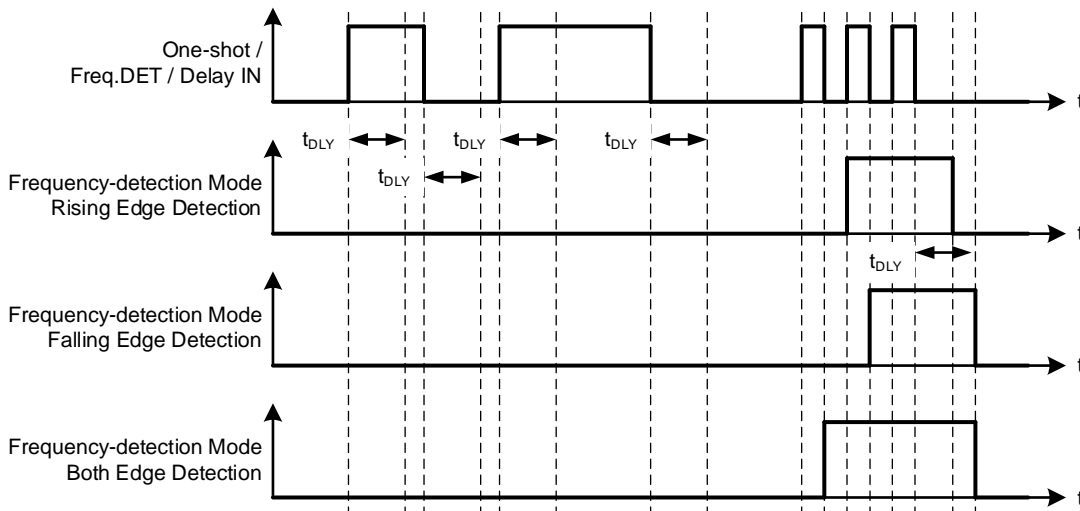 One-shot /
Freq.DET / Delay IN
t
tDLY
tDLY
tDLY
tDLY
Frequency-detection Mode
Rising Edge Detection
t
tDLY
Frequency-detection Mode
Falling Edge Detection
t
Frequency-detection Mode
Both Edge Detection
t